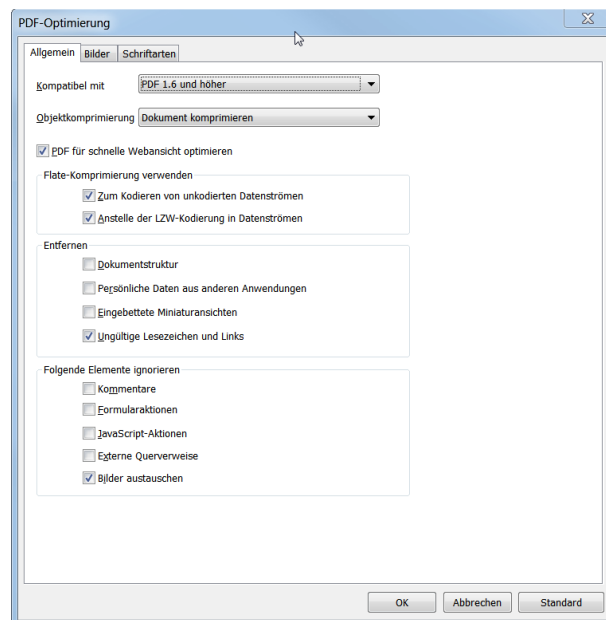 PDF-Optimierung
Allgemein Bilder Schriftarten
Kompatibel mit PDF 1.6 und höher
Objektkomprimierung Dokument komprimieren
PDF für schnelle Webansicht optimieren
Flate-Komprimierung verwenden
Zum Kodieren von unkodierten Datenströmen
Anstelle der LZW-Kodierung in Datenströmen
Entfernen
Dokumentstruktur
Persönliche Daten aus anderen Anwendungen
Eingebettete Miniaturansichten
Ungültige Lesezeichen und Links
Folgende Elemente ignorieren
Kommentare
Formularaktionen
JavaScript-Aktionen
Externe Querverweise
Bilder austauschen
OK Abbrechen Standard